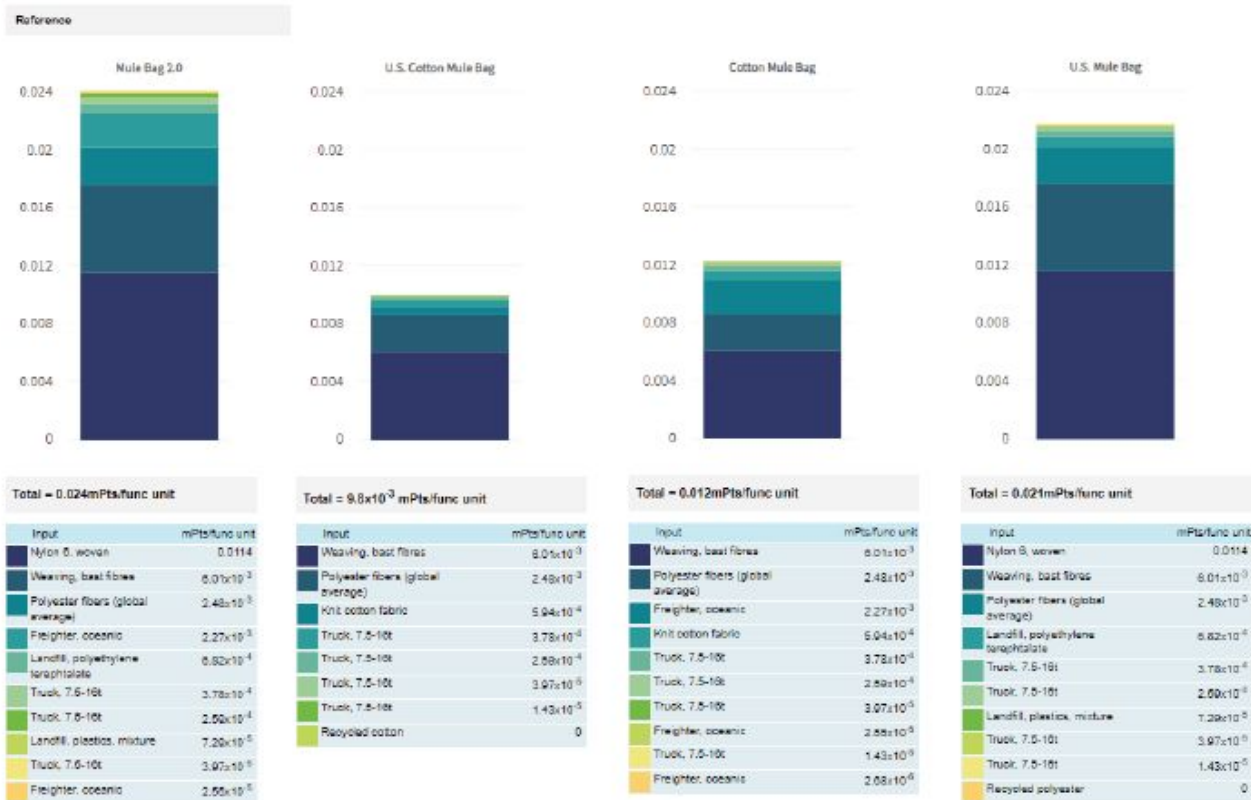 Reference
Mule Bag 2.0
0.024
0.02
0.016
0.012
0.008
0.004
0
Total = 0.024mPts/func unit
Input mPts/func unit
Nylon 6, woven 0.0114
Weaving, bast fibres 6.01x10-3
Polyester fibers (global 2.48x10-3
average)
Freighter, oceanic 2.27x10-3
Landfill, polyethylene 6.82x10-4
terephtalate
Truck, 7.5-16t 3.78x10-4
Truck, 7.5-16t 2.59x10-4
Landfill, plastics, mixture 7.29x10-5
Truck, 7.5-16t 3.97x10-5
Freighter, oceanic
U.S. Cotton Mule Bag
0.024
0.02
0.016
0.012
0.008
0.004
0
Total = 9.8x10-3 mPts/func unit
Input mPts/func unit
Weaving, bast fibres 6.01x10-3
Polyester fibers (global 2.48x10-3
average)
Knit cotton fabric 5.94x10-4
Truck, 7.5-16t 3.78x10-4
Truck, 7.5-16t 2.59x10-4
Truck, 7.5-16t 3.97x10-5
Truck, 7.5-16t 1.43x10-5
Recycled cotton 0
Cotton Mule Bag
0.024
0.02
0.016
0.012
0.008
0.004
0
Total = 0.012mPts/func unit
Input mPts/func unit
Weaving, bast fibres 6.01x10-3
Polyester fibers (global 2.48x10-3
average)
Freighter, oceanic 2.27x10-3
Knit cotton fabric 5.94x10-4
Truck, 7.5-16t 3.78x10-4
Truck, 7.5-16t 2.59x10-4
Truck, 7.5-16t 3.97x10-5
Freighter, oceanic
Truck, 7.5-16t 1.43x10-5
Freighter, oceanic
U.S. Mule Bag
0.024
0.02
0.016
0.012
0.008
0.004
0
Total = 0.021mPts/func unit
Input mPts/func unit
Nylon 6, woven 0.0114
Weaving, bast fibres 6.01x10-3
Polyester fibers (global 2.48x10-3
average)
Landfill, polyethylene 6.82x10-4
terephtalate
Truck, 7.5-16t 3.78x10-4
Truck, 7.5-16t 2.59x10-4
Landfill, plastics, mixture 7.29x10-5
Truck, 7.5-16t 3.97x10-5
Truck, 7.5-16t 1.43x10-5
Recycled polyester 0